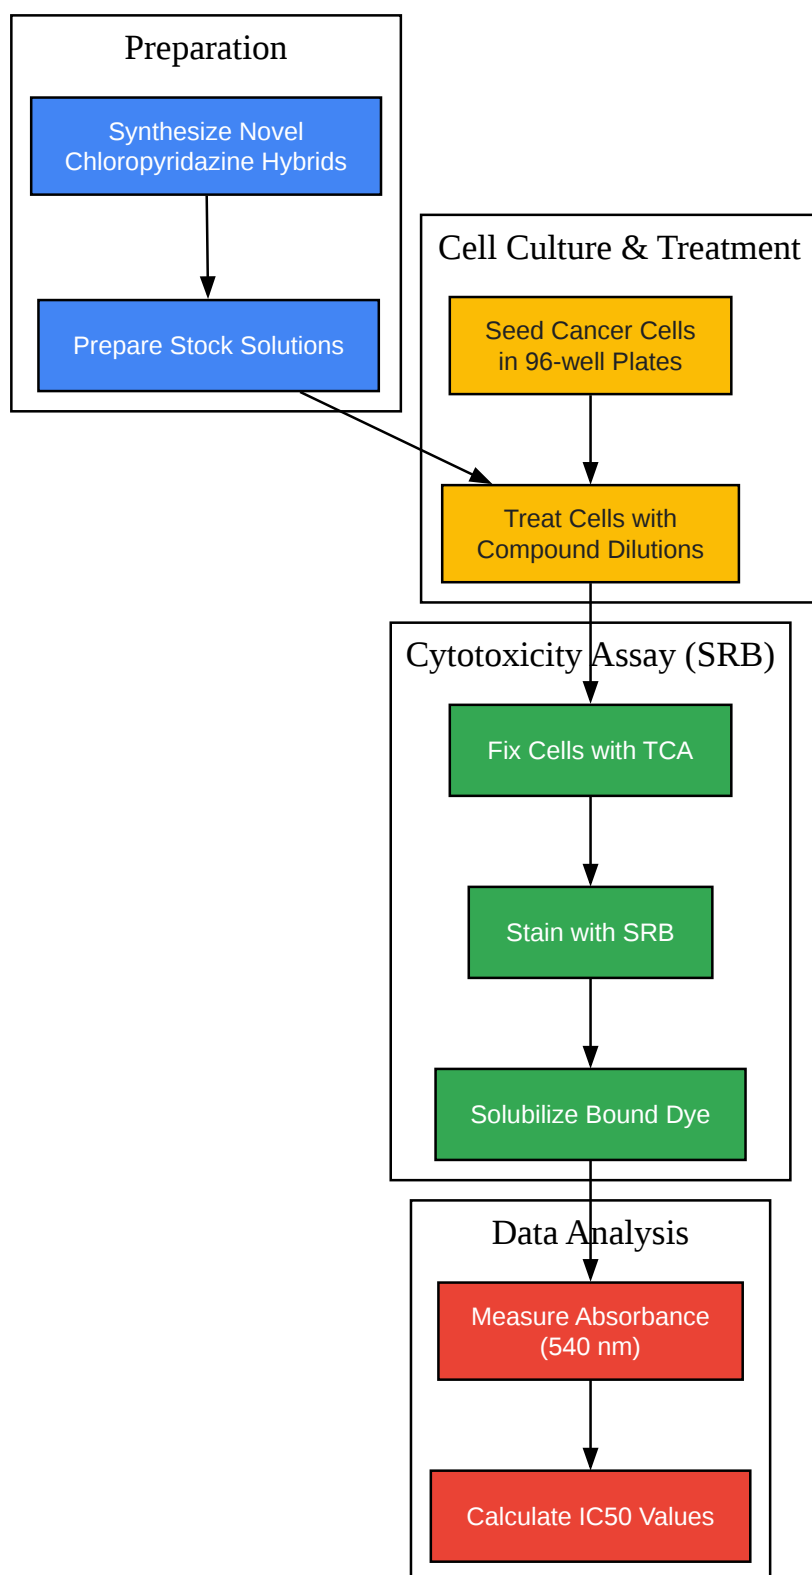 Preparation
Synthesize Novel
Chloropyridazine Hybrids
Prepare Stock Solutions
Cell Culture & Treatment
Seed Cancer Cells
in 96-well Plates
Treat Cells with
Compound Dilutions
Cytotoxicity Assay (SRB)
Fix Cells with TCA
Stain with SRB
Solubilize Bound Dye
Data Analysis
Measure Absorbance
(540 nm)
Calculate IC50 Values